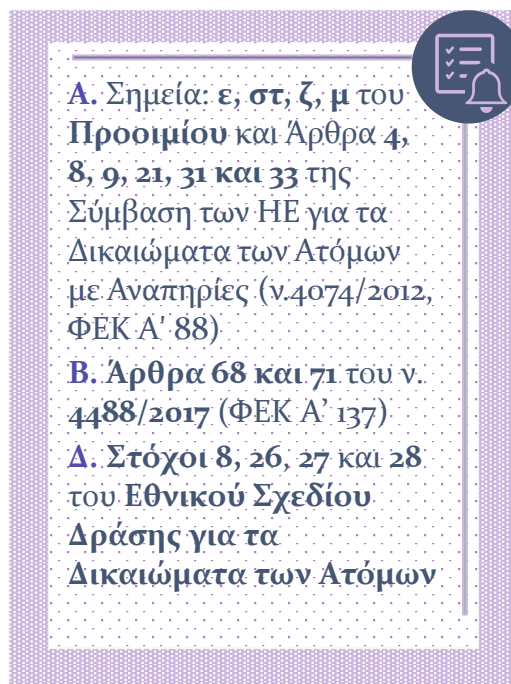 Α. Σημεία: ε, στ, ζ, μ του
Προοιμίου και Άρθρα 4,
8, 9, 21, 31 και 33 της
Σύμβαση των ΗΕ για τα
Δικαιώματα των Ατόμων
με Αναπηρίες (ν.4074/2012,
ΦΕΚ Α' 88)
Β. Άρθρα 68 και 71 του ν.
4488/2017 (ΦΕΚ Α’ 137)
Δ. Στόχοι 8, 26, 27 και 28
του Εθνικού Σχεδίου
Δράσης για τα
Δικαιώματα των Ατόμων